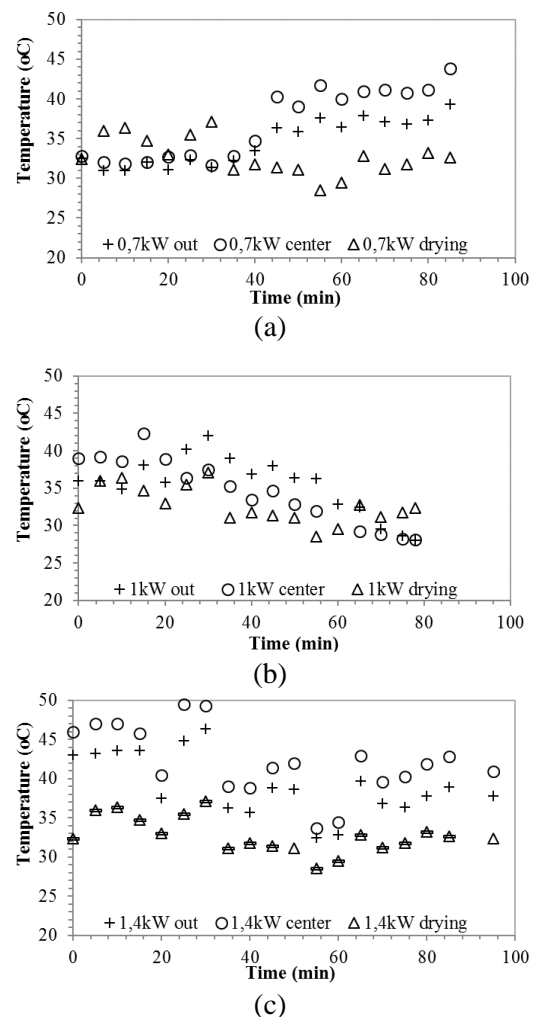 50
45
40
35
30
25
20
Temperature (oC)
+ 0,7kW out ○ 0,7kW center △ 0,7kW drying
0 20 40 60 80 100
Time (min)
(a)
50
45
40
35
30
25
20
Temperature (oC)
+ 1kW out ○ 1kW center △ 1kW drying
0 20 40 60 80 100
Time (min)
(b)
50
45
40
35
30
25
20
Temperature (oC)
+ 1,4kW out ○ 1,4kW center △ 1,4kW drying
0 20 40 60 80 100
Time (min)
(c)